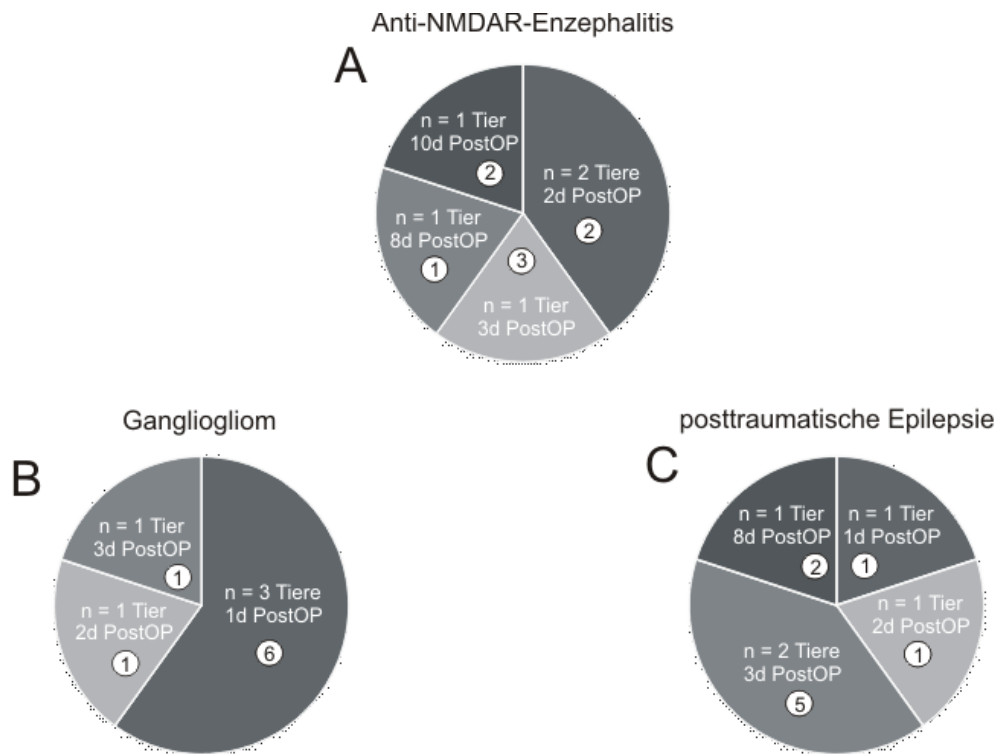 Anti-NMDAR-Enzephalitis
A
n = 1 Tier
10d PostOP
2
n = 2 Tiere
2d PostOP
2
n = 1 Tier
8d PostOP
1
3
n = 1 Tier
3d PostOP
Gangliogliom
B
n = 1 Tier
3d PostOP
1
n = 3 Tiere
1d PostOP
6
n = 1 Tier
2d PostOP
1
posttraumatische Epilepsie
C
n = 1 Tier
8d PostOP
2
n = 1 Tier
1d PostOP
1
n = 1 Tier
2d PostOP
1
n = 2 Tiere
3d PostOP
5